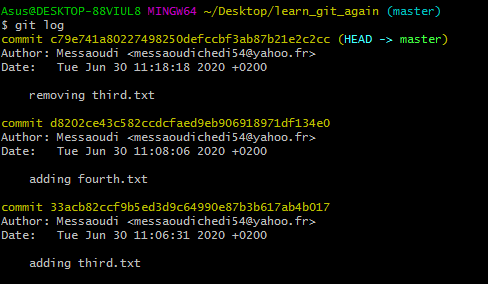 Asus@DESKTOP-88VIUL8 MINGW64 ~/Desktop/learn_git_again (master)
$ git log
commit c79e741a80227498250defccbf3ab87b21e2c2cc (HEAD -> master)
Author: Messaoudi <messaoudichedi54@yahoo.fr>
Date:   Tue Jun 30 11:18:18 2020 +0200
    removing third.txt
commit d8202ce43c582ccdcfaed9eb906918971df134e0
Author: Messaoudi <messaoudichedi54@yahoo.fr>
Date:   Tue Jun 30 11:08:06 2020 +0200
    adding fourth.txt
commit 33acb82ccf9b5ed3d9c64990e87b3b617ab4b017
Author: Messaoudi <messaoudichedi54@yahoo.fr>
Date:   Tue Jun 30 11:06:31 2020 +0200
    adding third.txt